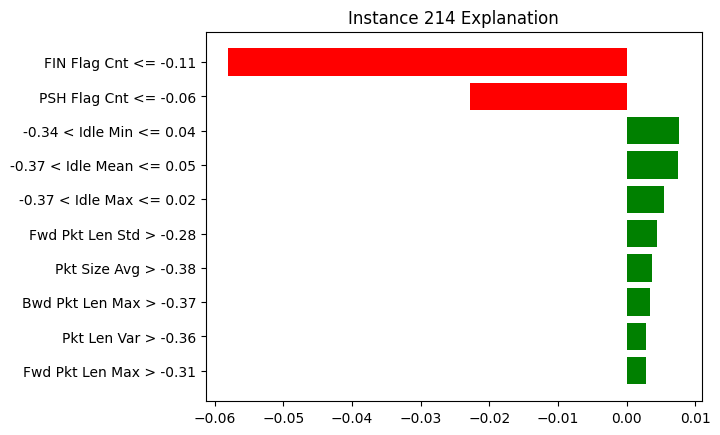 Instance 214 Explanation
FIN Flag Cnt <= -0.11
PSH Flag Cnt <= -0.06
-0.34 < Idle Min <= 0.04
-0.37 < Idle Mean <= 0.05
-0.37 < Idle Max <= 0.02
Fwd Pkt Len Std > -0.28
Pkt Size Avg > -0.38
Bwd Pkt Len Max > -0.37
Pkt Len Var > -0.36
Fwd Pkt Len Max > -0.31
−0.06 −0.05 −0.04 −0.03 −0.02 −0.01 0.00 0.01